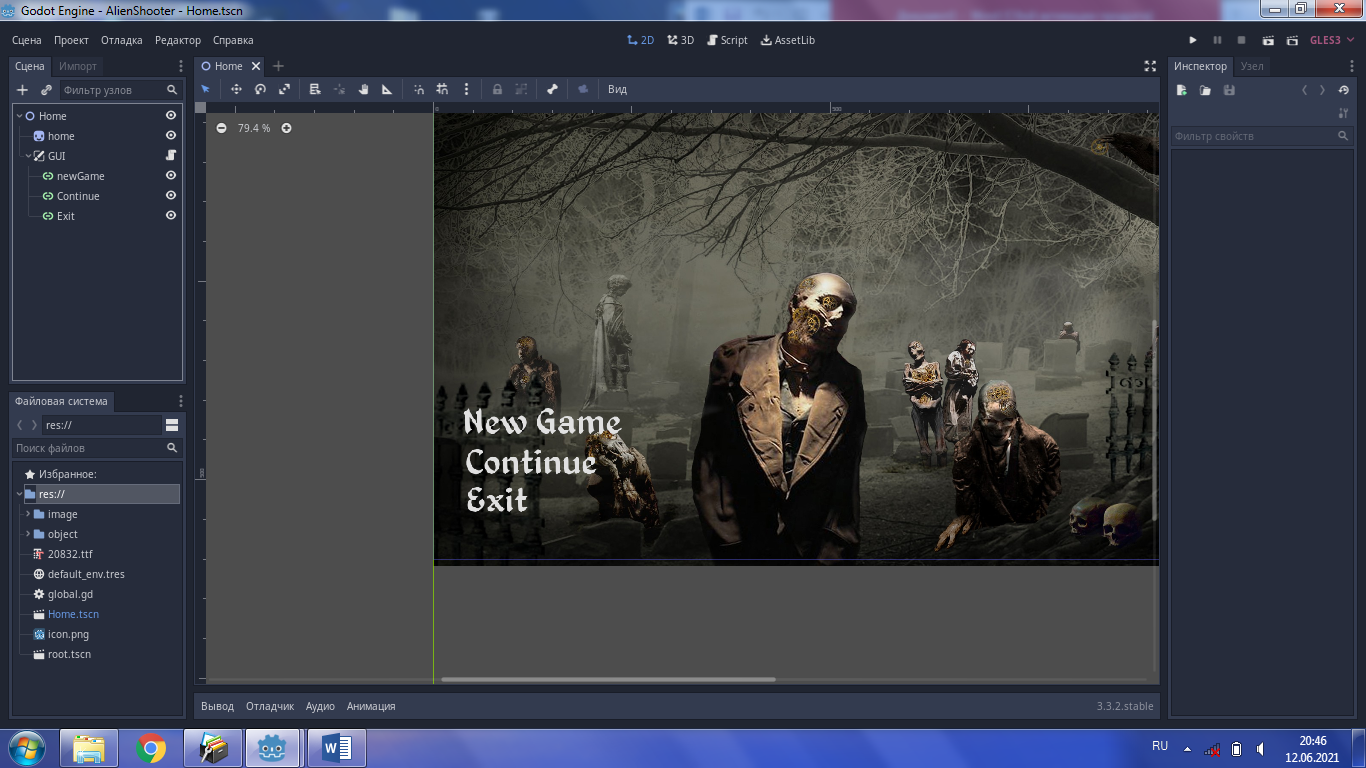 Godot Engine - AlienShooter - Home.tscn
Сцена Проект Отладка Редактор Справка
2D 3D Script AssetLib
GLES3
Сцена Импорт
Home
Инспектор Узел
Фильтр узлов
Вид
Фильтр свойств
79.4 %
0
500
500
Home
home
GUI
newGame
Continue
Exit
New Game
Continue
Exit
Файловая система
res://
Поиск файлов
Избранное:
res://
image
object
20832.ttf
default_env.tres
global.gd
Home.tscn
icon.png
root.tscn
Вывод Отладчик Аудио Анимация
3.3.2.stable
RU
20:46
12.06.2021